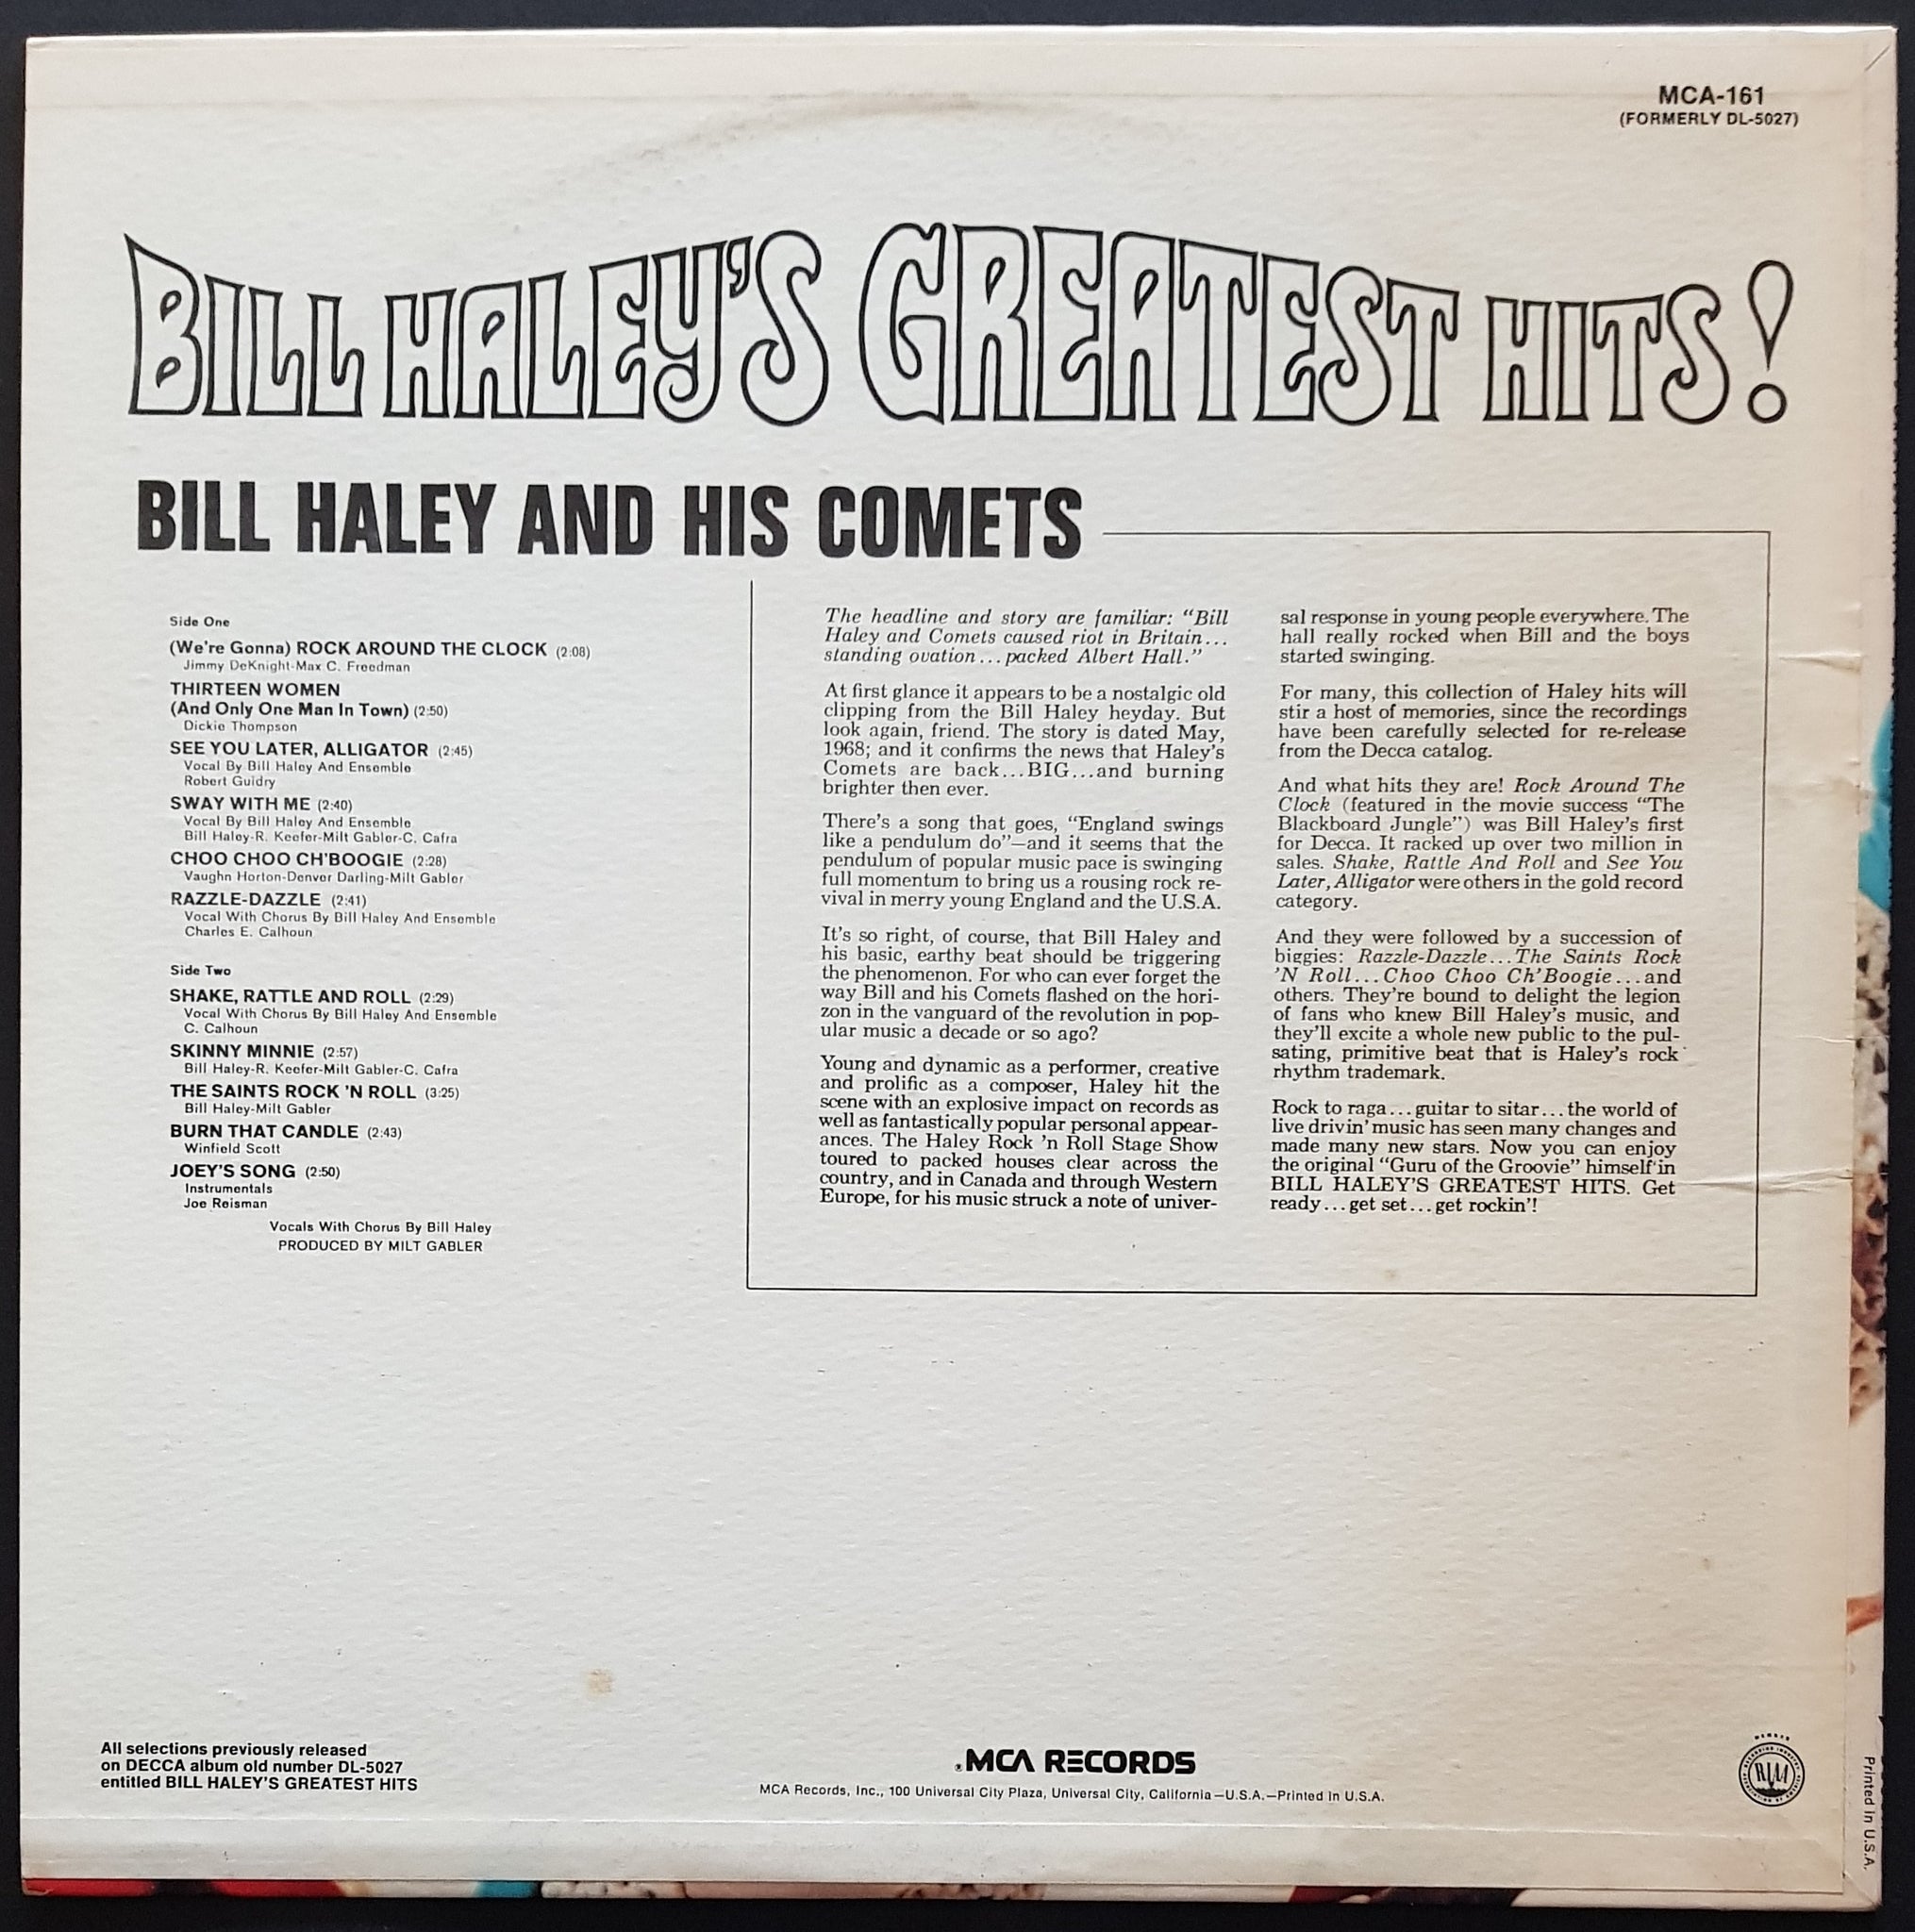 MCA-161
(FORMERLY DL-5027)
BILL HALEY'S GREATEST HITS!
BILL HALEY AND HIS COMETS
Side One
(We're Gonna) ROCK AROUND THE CLOCK (2:08)
Jimmy DeKnight-Max C. Freedman
THIRTEEN WOMEN
(And Only One Man In Town) (2:50)
Dickie Thompson
SEE YOU LATER, ALLIGATOR (2:45)
Vocal By Bill Haley And Ensemble
Robert Guidry
SWAY WITH ME (2:40)
Vocal By Bill Haley And Ensemble
Bill Haley-R. Keefer-Milt Gabler-C. Cafra
CHOO CHOO CH'BOOGIE (2:28)
Vaughn Horton-Denver Darling-Milt Gabler
RAZZLE-DAZZLE (2:41)
Vocal With Chorus By Bill Haley And Ensemble
Charles E. Calhoun
Side Two
SHAKE, RATTLE AND ROLL (2:29)
Vocal With Chorus By Bill Haley And Ensemble
C. Calhoun
SKINNY MINNIE (2:57)
Bill Haley-R. Keefer-Milt Gabler-C. Cafra
THE SAINTS ROCK 'N ROLL (3:25)
Bill Haley-Milt Gabler
BURN THAT CANDLE (2:43)
Winfield Scott
JOEY'S SONG (2:50)
Instrumentals
Joe Reisman
Vocals With Chorus By Bill Haley
PRODUCED BY MILT GABLER
The headline and story are familiar: “Bill
Haley and Comets caused riot in Britain...
standing ovation...packed Albert Hall.”
At first glance it appears to be a nostalgic old
clipping from the Bill Haley heyday. But
look again, friend. The story is dated May,
1968; and it confirms the news that Haley's
Comets are back...BIG...and burning
brighter then ever.
There's a song that goes, “England swings
like a pendulum do”—and it seems that the
pendulum of popular music pace is swinging
full momentum to bring us a rousing rock re-
vival in merry young England and the U.S.A.
It's so right, of course, that Bill Haley and
his basic, earthy beat should be triggering
the phenomenon. For who can ever forget the
way Bill and his Comets flashed on the hori-
zon in the vanguard of the revolution in pop-
ular music a decade or so ago?
Young and dynamic as a performer, creative
and prolific as a composer, Haley hit the
scene with an explosive impact on records as
well as fantastically popular personal appear-
ances. The Haley Rock 'n Roll Stage Show
toured to packed houses clear across the
country, and in Canada and through Western
Europe, for his music struck a note of univer-
sal response in young people everywhere. The
hall really rocked when Bill and the boys
started swinging.
For many, this collection of Haley hits will
stir a host of memories, since the recordings
have been carefully selected for re-release
from the Decca catalog.
And what hits they are! Rock Around The
Clock (featured in the movie success “The
Blackboard Jungle”) was Bill Haley's first
for Decca. It racked up over two million in
sales. Shake, Rattle And Roll and See You
Later, Alligator were others in the gold record
category.
And they were followed by a succession of
biggies: Razzle-Dazzle...The Saints Rock
'N Roll...Choo Choo Ch'Boogie...and
others. They're bound to delight the legion
of fans who knew Bill Haley's music, and
they'll excite a whole new public to the pul-
sating, primitive beat that is Haley's rock
rhythm trademark.
Rock to raga...guitar to sitar...the world of
live drivin' music has seen many changes and
made many new stars. Now you can enjoy
the original “Guru of the Groovie” himself in
BILL HALEY'S GREATEST HITS. Get
ready...get set...get rockin'!
All selections previously released
on DECCA album old number DL-5027
entitled BILL HALEY'S GREATEST HITS
®MCA RECORDS
MCA Records, Inc., 100 Universal City Plaza, Universal City, California—U.S.A.—Printed in U.S.A.
MEMBER
RIAA
Printed in U.S.A.